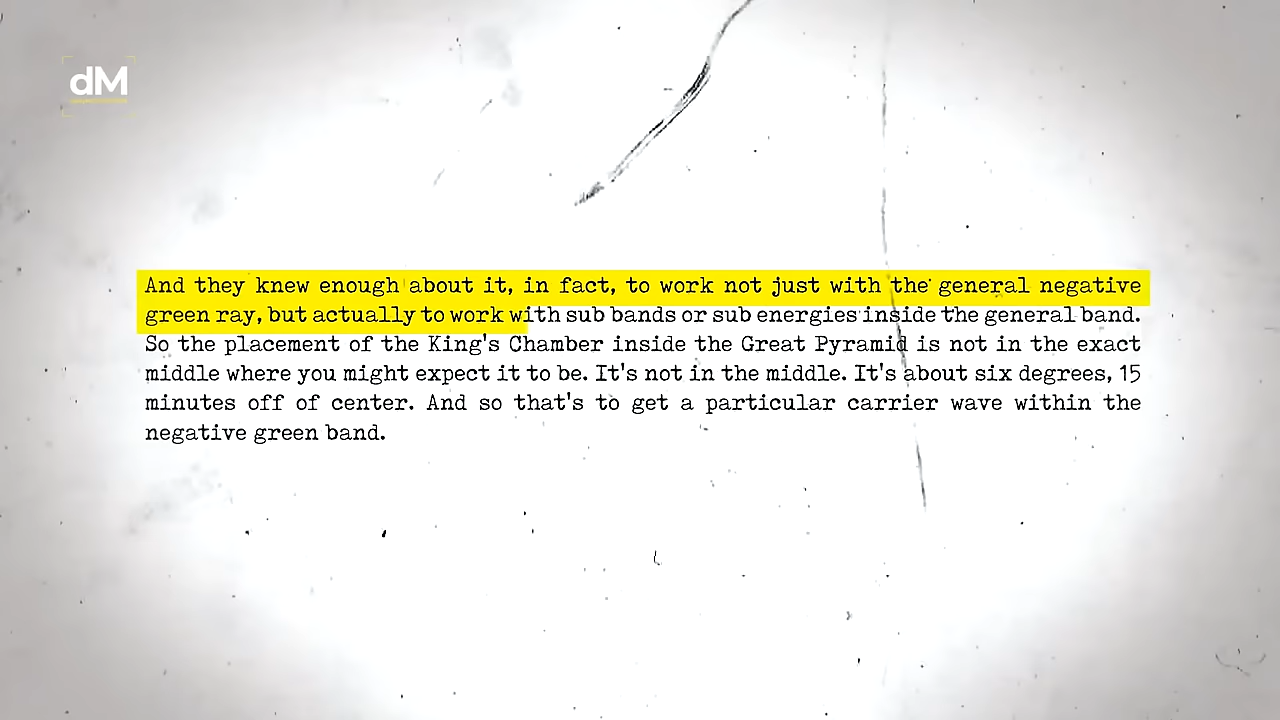 dM
And they knew enough about it, in fact, to work not just with the general negative
green ray, but actually to work with sub bands or sub energies inside the general band.
So the placement of the King's Chamber inside the Great Pyramid is not in the exact
middle where you might expect it to be. It's not in the middle. It's about six degrees, 15
minutes off of center. And so that's to get a particular carrier wave within the
negative green band.